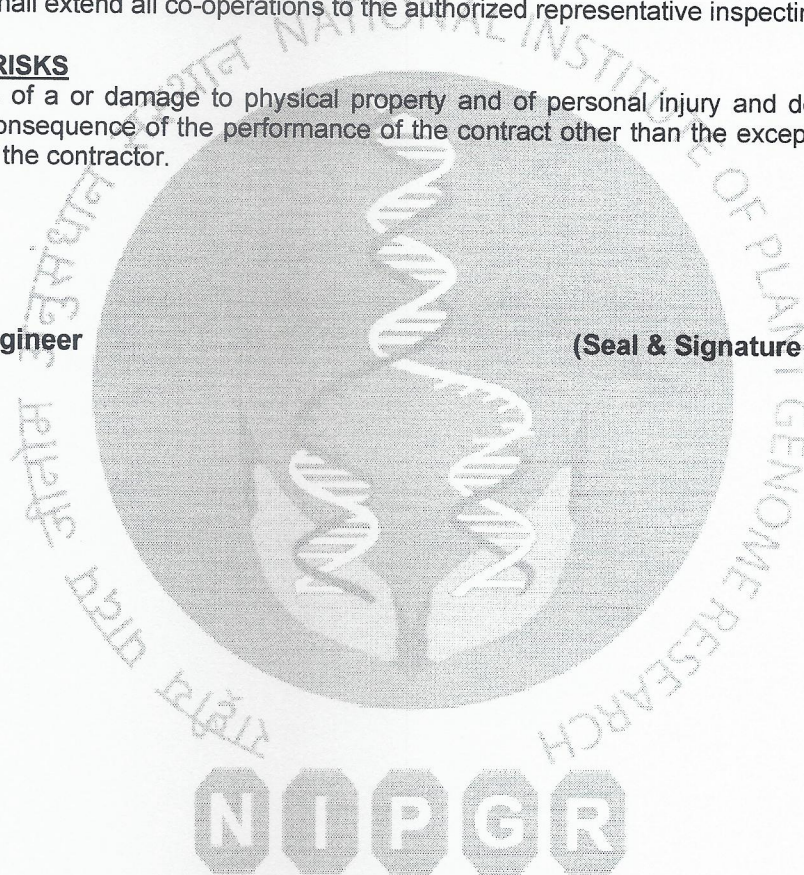 hall extend all co-operations to the authorized representative inspectin
RISKS
of a or damage to physical property and of personal injury and d
onsequence of the performance of the contract other than the excep
the contractor.
gineer
(Seal & Signature
राष्ट्रीय पादप जीनोम अनुसंधान संस्थान
NATIONAL INSTITUTE OF PLANT GENOME RESEARCH
NIPGR